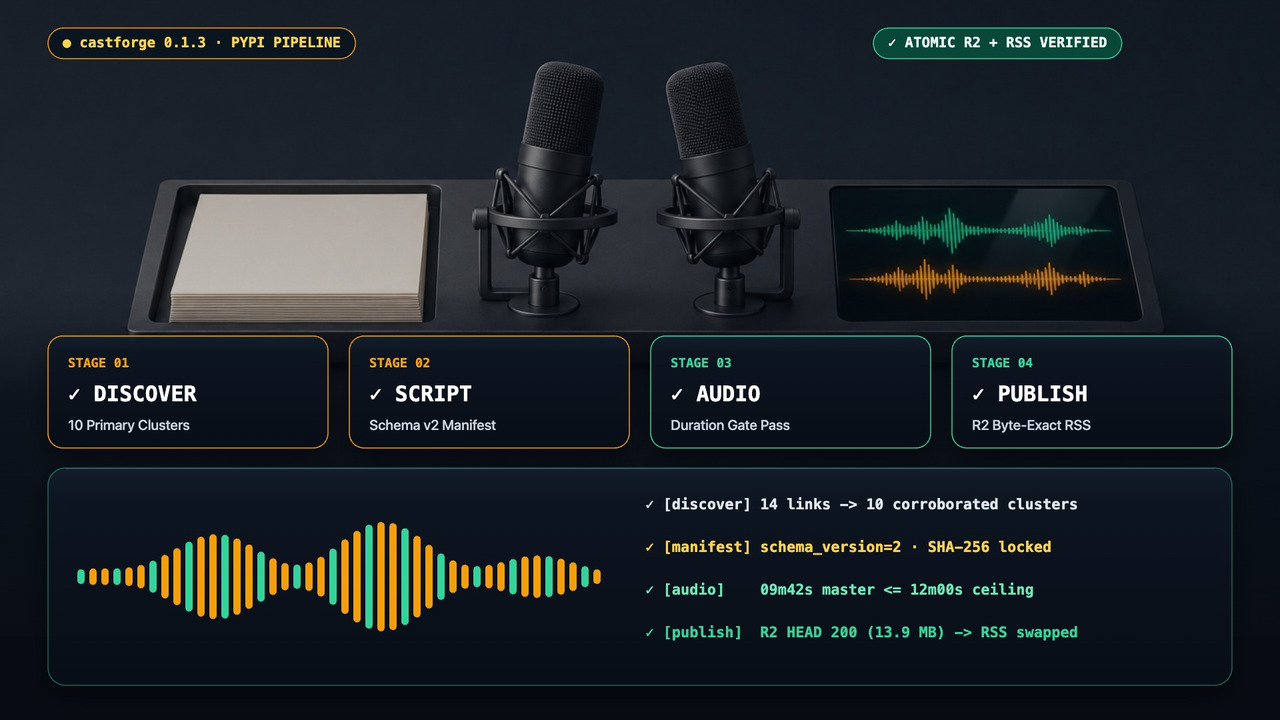 ● castforge 0.1.3 · PYPI PIPELINE
✓ ATOMIC R2 + RSS VERIFIED
STAGE 01
✓ DISCOVER
10 Primary Clusters
STAGE 02
✓ SCRIPT
Schema v2 Manifest
STAGE 03
✓ AUDIO
Duration Gate Pass
STAGE 04
✓ PUBLISH
R2 Byte-Exact RSS
✓ [discover] 14 links —> 10 corroborated clusters
✓ [manifest] schema_version=2 · SHA–256 locked
✓ [audio]    09m42s master <= 12m00s ceiling
✓ [publish]  R2 HEAD 200 (13.9 MB) —> RSS swapped